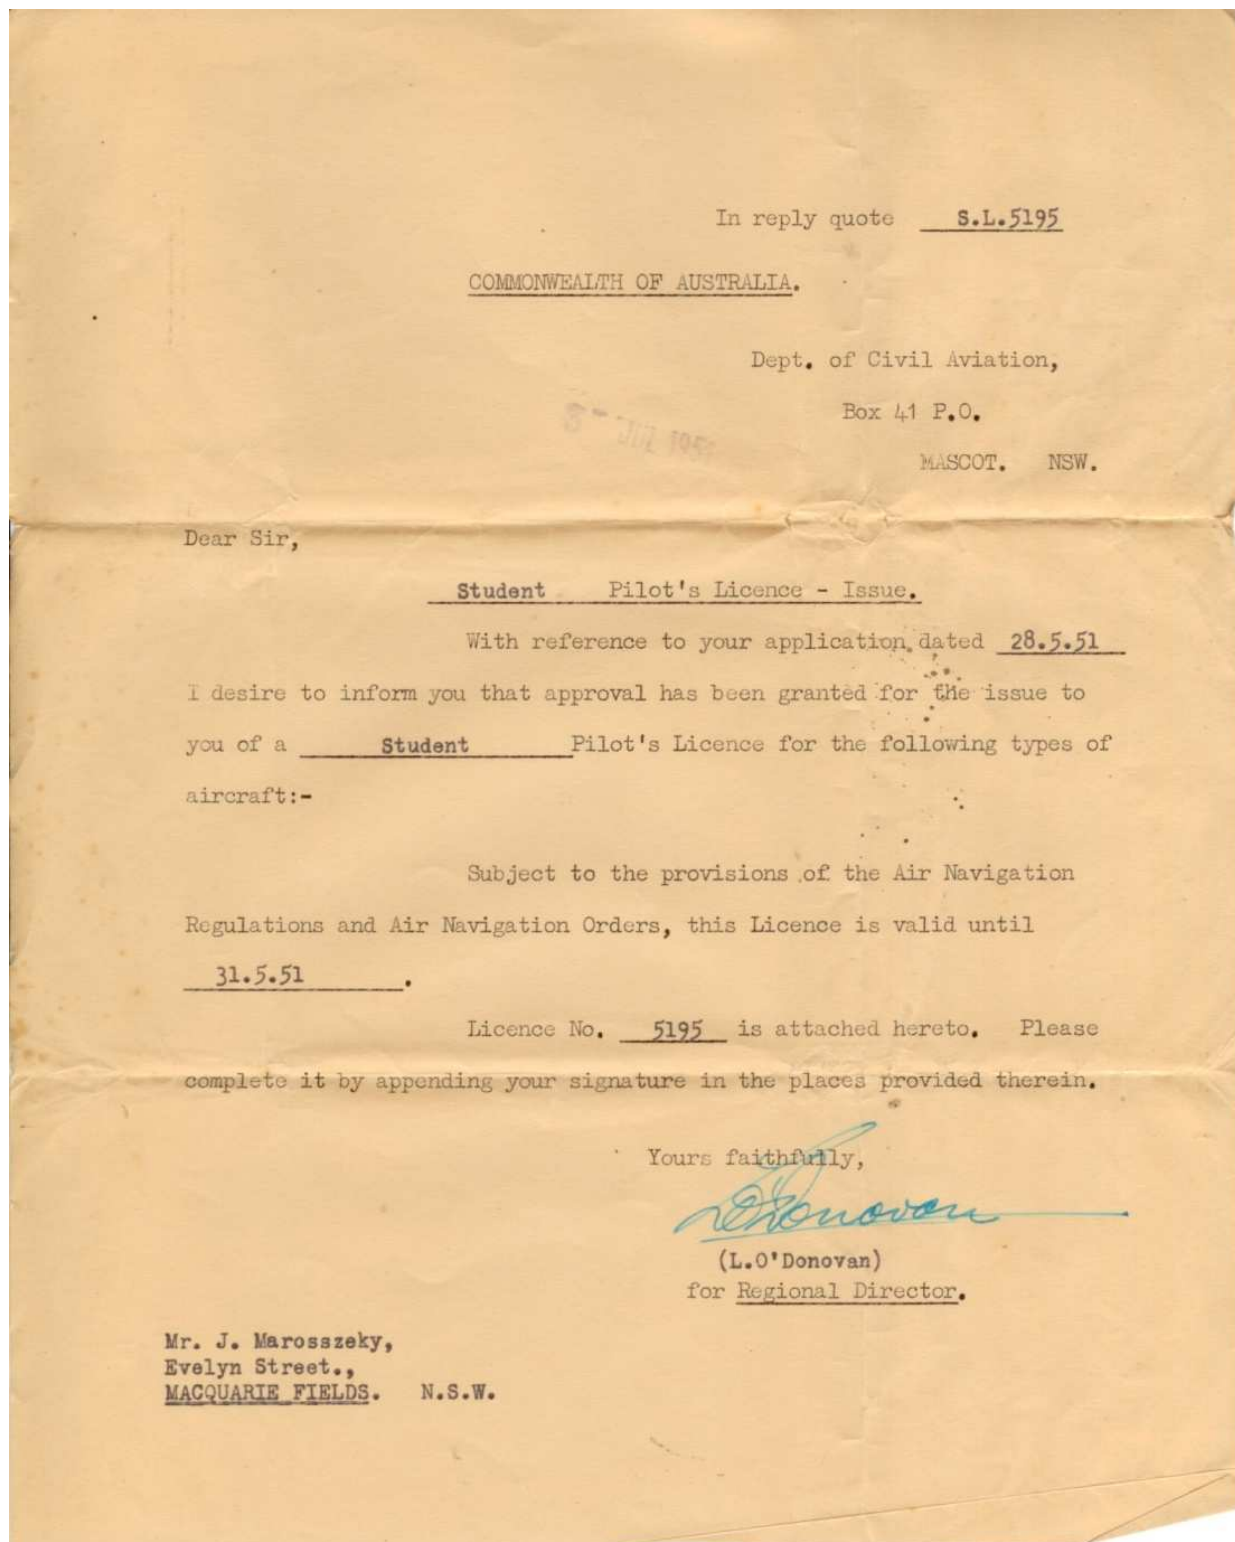 In reply quote S.L.5195
COMMONWEALTH OF AUSTRALIA.
Dept. of Civil Aviation,
Box 41 P.O.
MASCOT. NSW.
JUL
Dear Sir,
Student Pilot's Licence - Issue.
With reference to your application dated 28.5.51
I desire to inform you that approval has been granted for the issue to
you of a Student Pilot's Licence for the following types of
aircraft:-
Subject to the provisions of the Air Navigation
Regulations and Air Navigation Orders, this Licence is valid until
31.5.51 .
Licence No. 5195 is attached hereto. Please
complete it by appending your signature in the places provided therein.
Yours faithfully,
L O'Donovan
(L.O'Donovan)
for Regional Director.
Mr. J. Marosszeky,
Evelyn Street.,
MACQUARIE FIELDS. N.S.W.